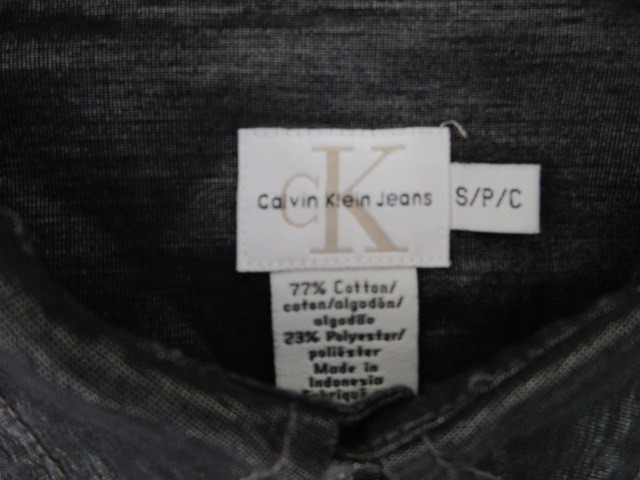 CK
Calvin Klein Jeans
S/P/C
77% Cotton/
coton/algodón/
algodão
23% Polyester/
poliéster
Made in
Indonesia